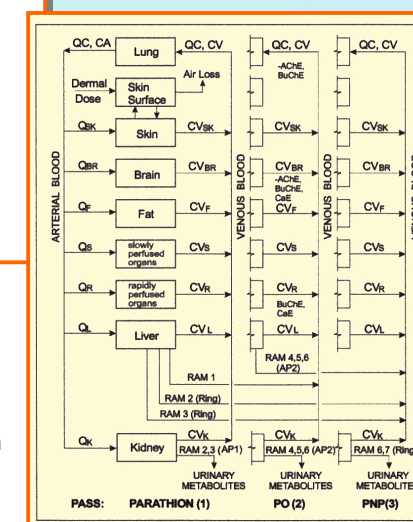 QC, CA
Lung
QC, CV
QC, CV
QC, CV
-AChE,
BuChE
Dermal
Dose
Skin
Surface
Air Loss
QSK
Skin
CVSK
CVSK
CVSK
QBR
Brain
CVBR
CVBR
CVBR
-AChE,
BuChE,
CaE
QF
Fat
CVF
CVF
CVF
QS
slowly
perfused
organs
CVS
CVS
CVS
QR
rapidly
perfused
organs
CVR
CVR
CVR
BuChE,
CaE
QL
Liver
CVL
CVL
CVL
RAM 4,5,6
(AP2)
RAM 1
RAM 2 (Ring)
RAM 3 (Ring)
QK
Kidney
CVK
CVK
CVK
RAM 2,3 (AP1)
RAM 4,5,6 (AP2)
RAM 6,7 (Ring
URINARY
METABOLITES
URINARY
METABOLITES
URINARY
METABOLITES
PASS: PARATHION (1) PO (2) PNP(3)
ARTERIAL BLOOD
VENOUS BLOOD
VENOUS BLOOD